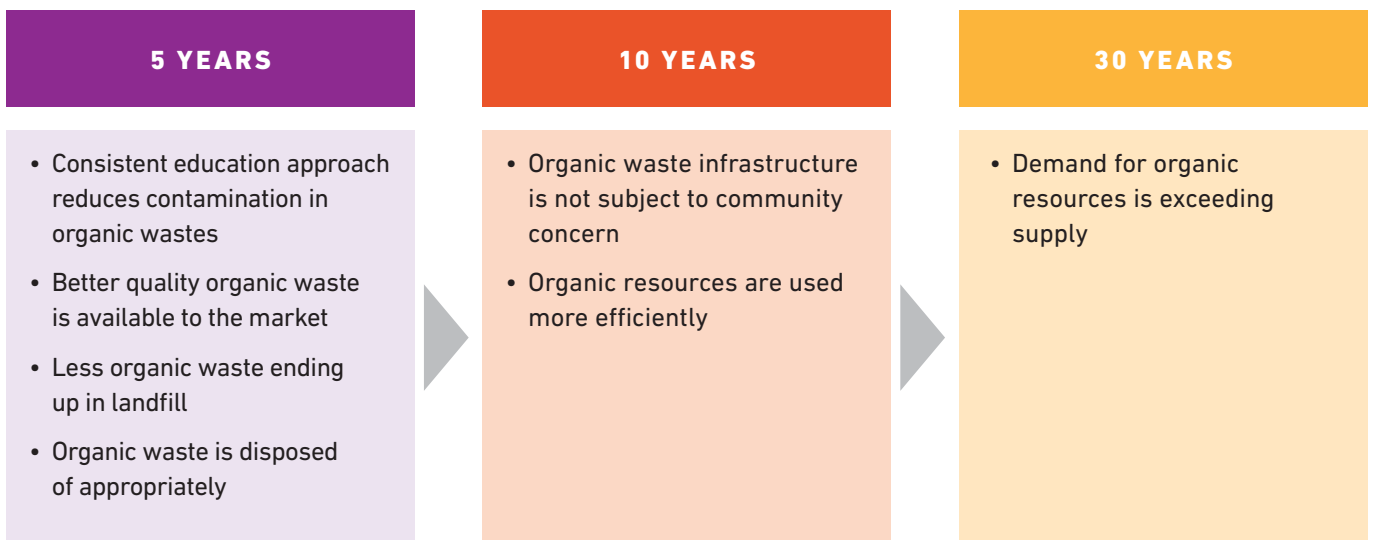 5 YEARS
• Consistent education approach
reduces contamination in
organic wastes
• Better quality organic waste
is available to the market
• Less organic waste ending
up in landfill
• Organic waste is disposed
of appropriately
10 YEARS
• Organic waste infrastructure
is not subject to community
concern
• Organic resources are used
more efficiently
30 YEARS
• Demand for organic
resources is exceeding
supply